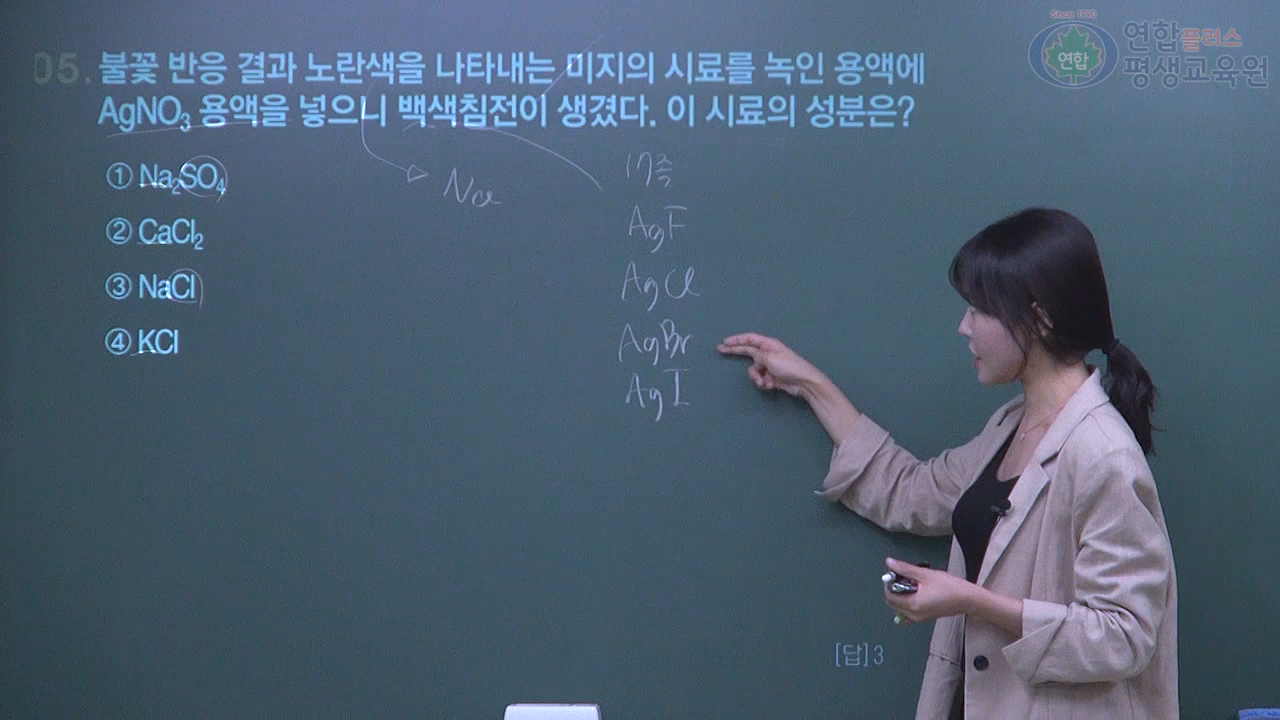 05. 불꽃 반응 결과 노란색을 나타내는 미지의 시료를 녹인 용액에
AgNO₃ 용액을 넣으니 백색침전이 생겼다. 이 시료의 성분은?
① Na₂SO₄
② CaCl₂
③ NaCl
④ KCl
Na
17족
AgF
AgCl
AgBr
AgI
[답]3
Since 1990
연합
연합플러스
평생교육원